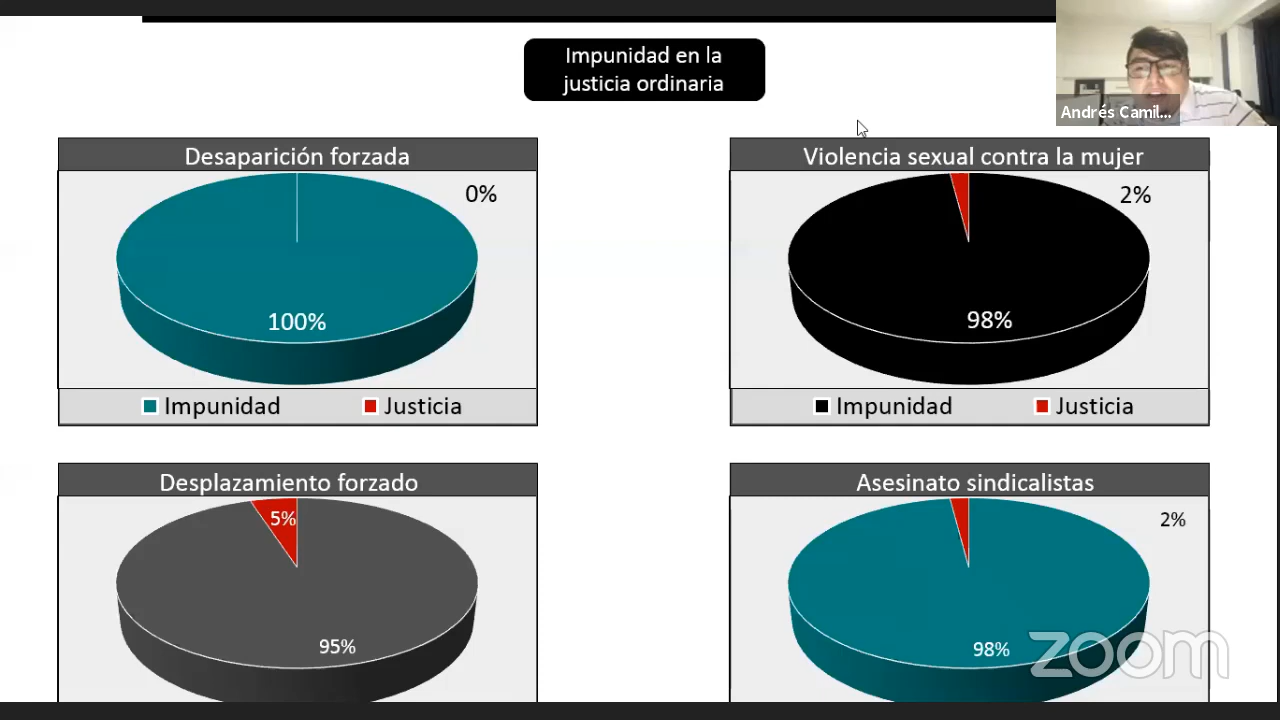 Impunidad en la
justicia ordinaria
Andrés Camil...
Desaparición forzada
0%
100%
Impunidad
Justicia
Violencia sexual contra la mujer
2%
98%
Impunidad
Justicia
Desplazamiento forzado
5%
95%
Asesinato sindicalistas
2%
98%
zoom